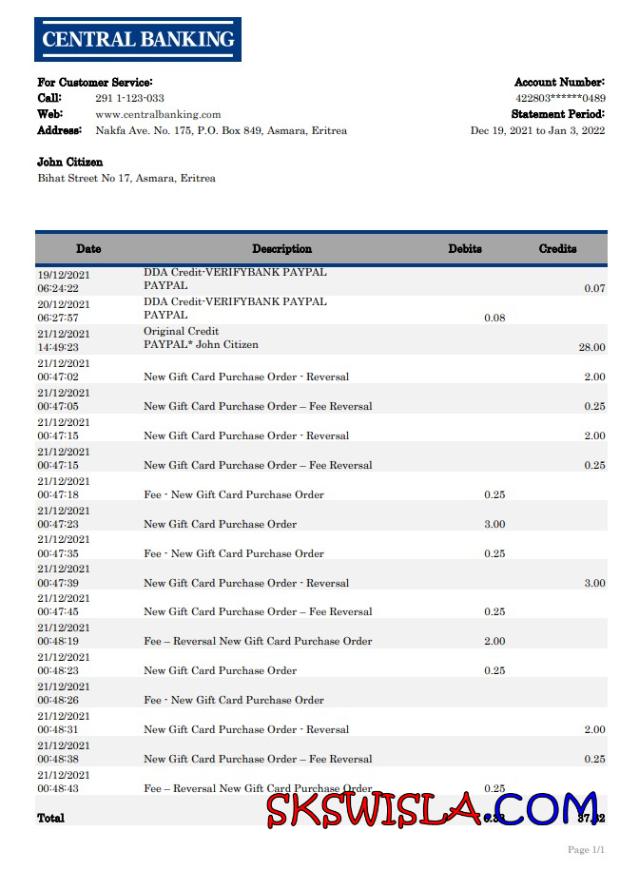 CENTRAL BANKING
For Customer Service:
Call: 291 1-123-033
Web: www.centralbanking.com
Address: Nakfa Ave. No. 175, P.O. Box 849, Asmara, Eritrea
Account Number:
422803******0489
Statement Period:
Dec 19, 2021 to Jan 3, 2022
John Citizen
Bihat Street No 17, Asmara, Eritrea
Date Description Debits Credits
19/12/2021 DDA Credit-VERIFYBANK PAYPAL
06:24:22 PAYPAL 0.07
20/12/2021 DDA Credit-VERIFYBANK PAYPAL
06:27:57 PAYPAL 0.08
21/12/2021 Original Credit
14:49:23 PAYPAL* John Citizen 28.00
21/12/2021
00:47:02 New Gift Card Purchase Order - Reversal 2.00
21/12/2021
00:47:05 New Gift Card Purchase Order – Fee Reversal 0.25
21/12/2021
00:47:15 New Gift Card Purchase Order - Reversal 2.00
21/12/2021
00:47:15 New Gift Card Purchase Order – Fee Reversal 0.25
21/12/2021
00:47:18 Fee - New Gift Card Purchase Order 0.25
21/12/2021
00:47:23 New Gift Card Purchase Order 3.00
21/12/2021
00:47:35 Fee - New Gift Card Purchase Order 0.25
21/12/2021
00:47:39 New Gift Card Purchase Order - Reversal 3.00
21/12/2021
00:47:45 New Gift Card Purchase Order – Fee Reversal 0.25
21/12/2021
00:48:19 Fee – Reversal New Gift Card Purchase Order 2.00
21/12/2021
00:48:23 New Gift Card Purchase Order 0.25
21/12/2021
00:48:26 Fee - New Gift Card Purchase Order
21/12/2021
00:48:31 New Gift Card Purchase Order - Reversal 2.00
21/12/2021
00:48:38 New Gift Card Purchase Order – Fee Reversal 0.25
21/12/2021
00:48:43 Fee – Reversal New Gift Card Purchase Order 0.25
Total
SKSWISLA.COM
Page 1/1